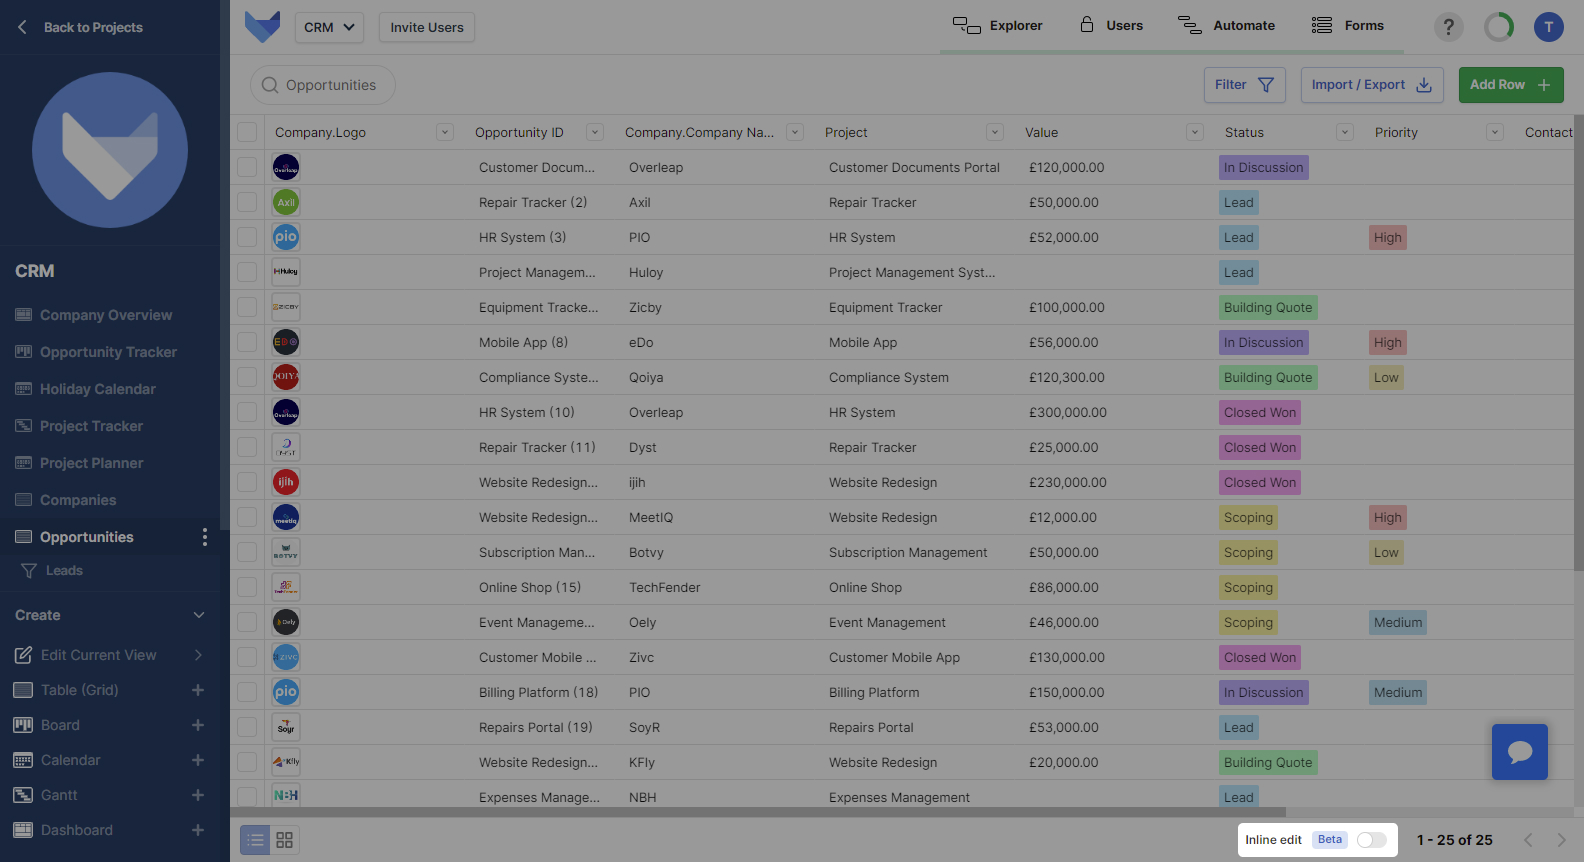 Back to Projects
CRM
Invite Users
Explorer
Users
Automate
Forms
?
T
Opportunities
Filter
Import / Export
Add Row
CRM
Company Overview
Opportunity Tracker
Holiday Calendar
Project Tracker
Project Planner
Companies
Opportunities
Leads
Create
Edit Current View
Table (Grid)
Board
Calendar
Gantt
Dashboard
Company.Logo Opportunity ID Company.Company Na... Project Value Status Priority Contact
Overleap Customer Docum... Overleap Customer Documents Portal £120,000.00 In Discussion
Axil Repair Tracker (2) Axil Repair Tracker £50,000.00 Lead
pio HR System (3) PIO HR System £52,000.00 Lead High
Huloy Project Managem... Huloy Project Management Syst... Lead
ZICBY Equipment Tracke... Zicby Equipment Tracker £100,000.00 Building Quote
EDO Mobile App (8) eDo Mobile App £56,000.00 In Discussion High
QOIYA Compliance Syste... Qoiya Compliance System £120,300.00 Building Quote Low
Overleap HR System (10) Overleap HR System £300,000.00 Closed Won
DYST Repair Tracker (11) Dyst Repair Tracker £25,000.00 Closed Won
ijih Website Redesign... ijih Website Redesign £230,000.00 Closed Won
meetiq Website Redesign... MeetIQ Website Redesign £12,000.00 Scoping High
BOTVY Subscription Man... Botvy Subscription Management £50,000.00 Scoping Low
TechFender Online Shop (15) TechFender Online Shop £86,000.00 Scoping
Oely Event Manageme... Oely Event Management £46,000.00 Scoping Medium
ZIVC Customer Mobile ... Zivc Customer Mobile App £130,000.00 Closed Won
pio Billing Platform (18) PIO Billing Platform £150,000.00 In Discussion Medium
Soyr Repairs Portal (19) SoyR Repairs Portal £53,000.00 Lead
Kfly Website Redesign... KFly Website Redesign £20,000.00 Building Quote
NBH Expenses Manage... NBH Expenses Management Lead
Inline edit Beta
1 - 25 of 25